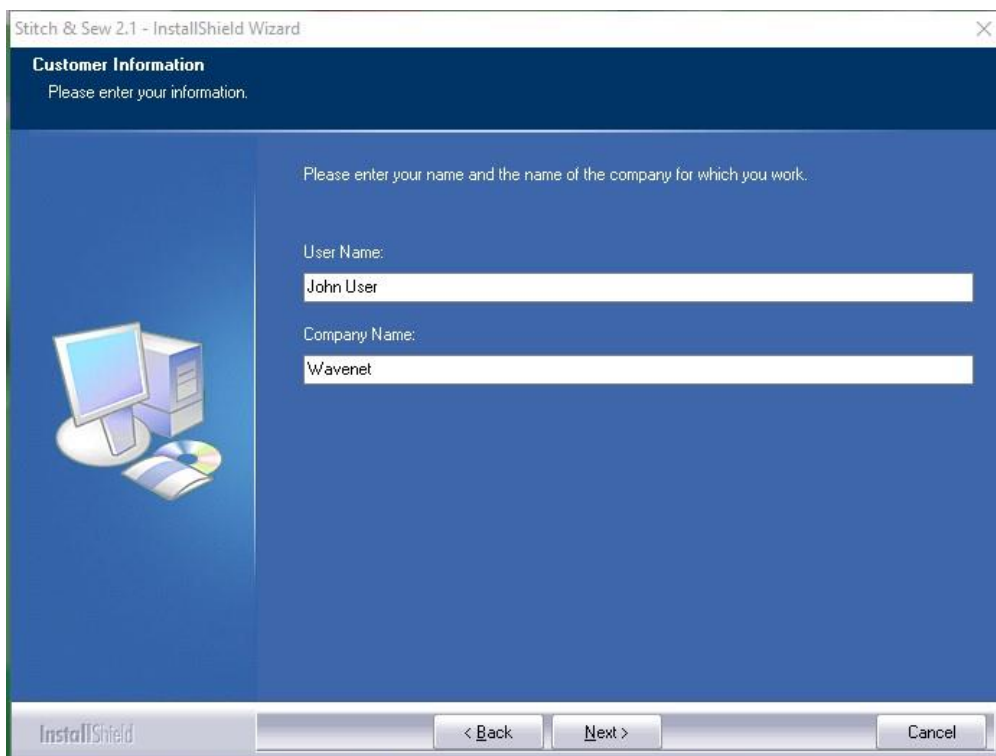 Stitch & Sew 2.1 - InstallShield Wizard
Customer Information
Please enter your information.
Please enter your name and the name of the company for which you work.
User Name:
John User
Company Name:
Wavenet
InstallShield
< Back
Next >
Cancel